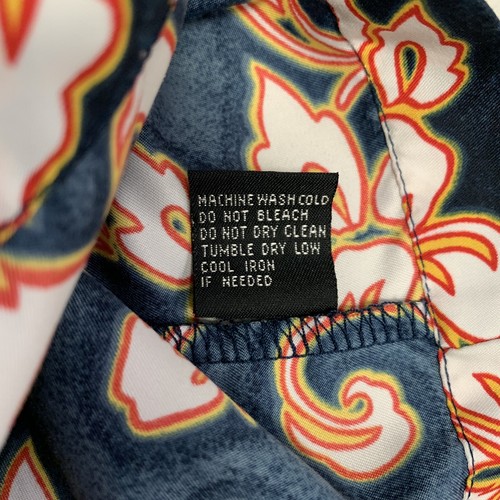 MACHINE WASH COLD
DO NOT BLEACH
DO NOT DRY CLEAN
TUMBLE DRY LOW
COOL IRON
IF NEEDED